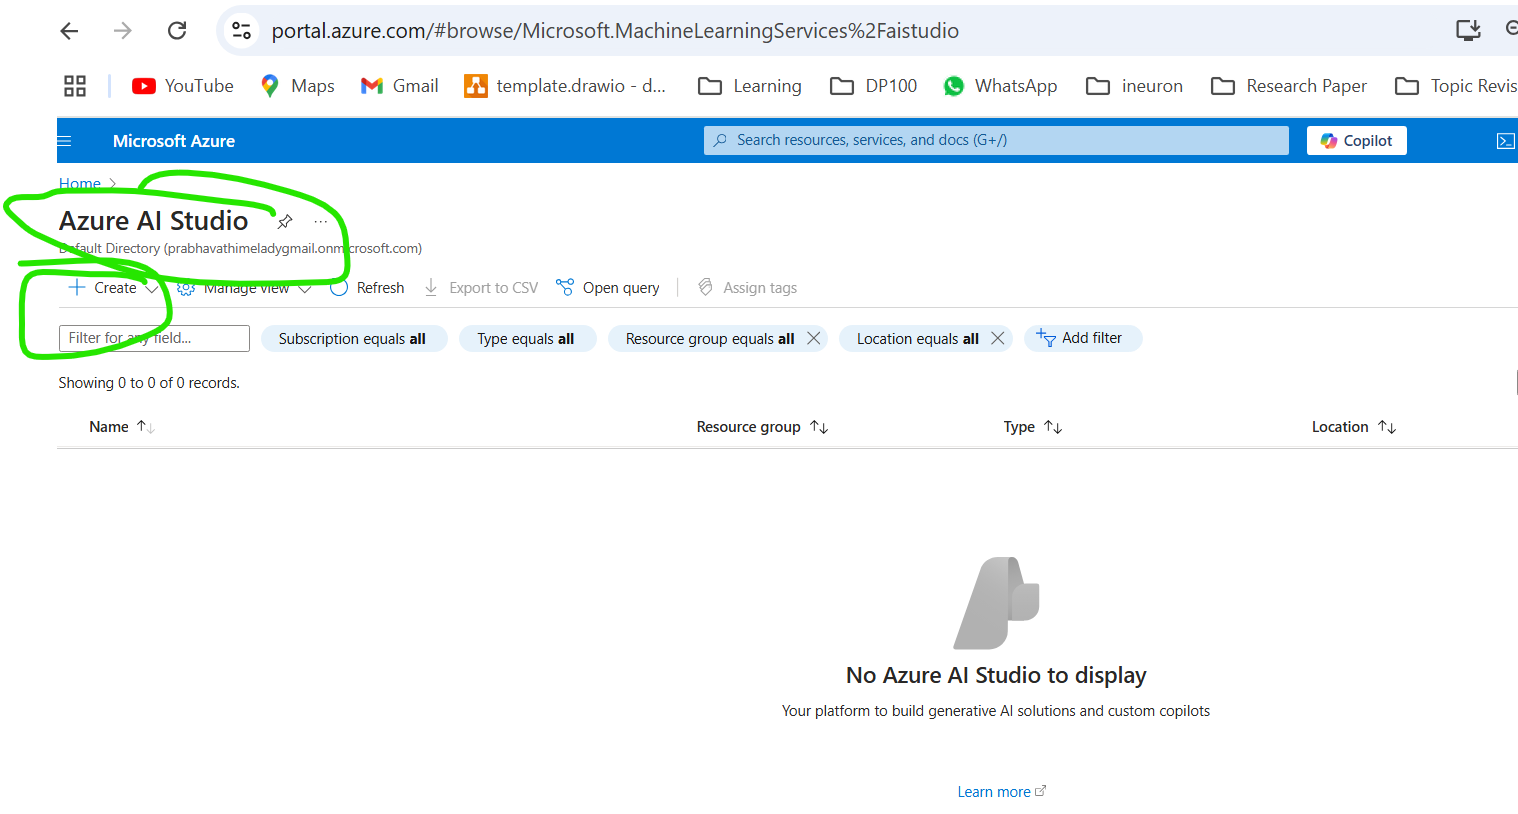 portal.azure.com/#browse/Microsoft.MachineLearningServices%2Faistudio
YouTube Maps Gmail template.drawio - d... Learning DP100 WhatsApp ineuron Research Paper Topic Revis
Microsoft Azure Search resources, services, and docs (G+/) Copilot
Home
Azure AI Studio ...
Default Directory (prabhavathimeladygmail.onmicrosoft.com)
Create Manage view Refresh Export to CSV Open query Assign tags
Filter for any field... Subscription equals all Type equals all Resource group equals all Location equals all Add filter
Showing 0 to 0 of 0 records.
Name Resource group Type Location
No Azure AI Studio to display
Your platform to build generative AI solutions and custom copilots
Learn more